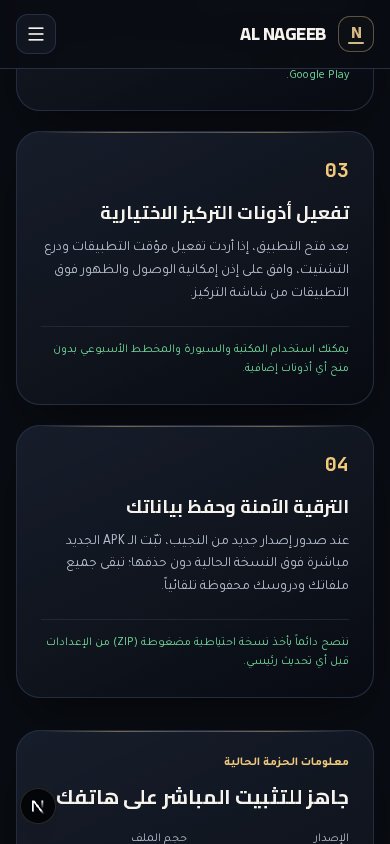 AL NAGEEB
N
Google Play.
03
تفعيل أذونات التركيز الاختيارية
بعد فتح التطبيق، إذا أردت تفعيل مؤقت التطبيقات ودرع
التشتيت، وافق على إذن إمكانية الوصول والظهور فوق
التطبيقات من شاشة التركيز.
يمكنك استخدام المكتبة والسبورة والمخطط الأسبوعي بدون
منح أي أذونات إضافية.
04
الترقية الآمنة وحفظ بياناتك
عند صدور إصدار جديد من النجيب، ثبّت الـ APK الجديد
مباشرة فوق النسخة الحالية دون حذفها؛ تبقى جميع
ملفاتك ودروسك محفوظة تلقائياً.
ننصح دائماً بأخذ نسخة احتياطية مضغوطة (ZIP) من الإعدادات
قبل أي تحديث رئيسي.
معلومات الحزمة الحالية
جاهز للتثبيت المباشر على هاتفك
N
الإصدار
حجم الملف